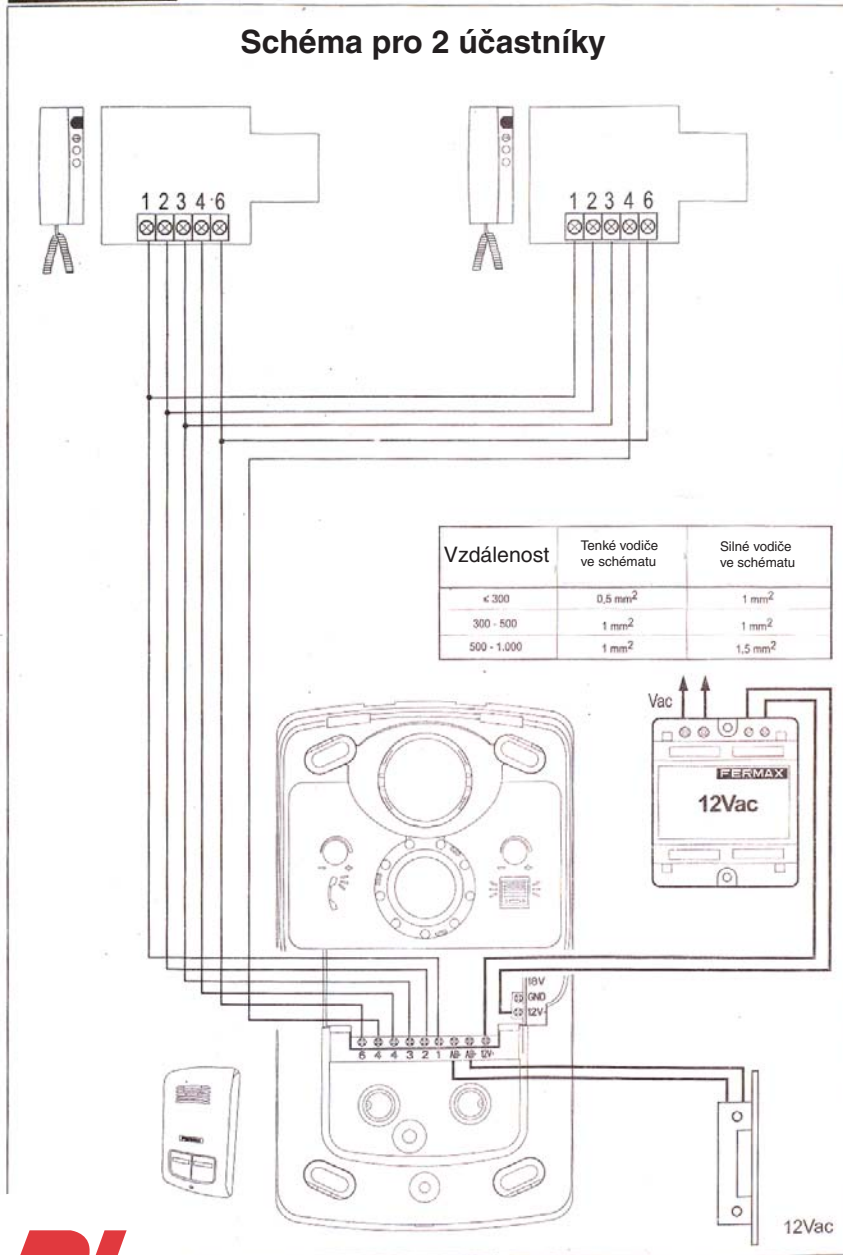 Schéma pro 2 účastníky
1 2 3 4 6
1 2 3 4 6
Vzdálenost
Tenké vodiče
ve schématu
Silné vodiče
ve schématu
≤ 300
0,5 mm²
1 mm²
300 - 500
1 mm²
1 mm²
500 - 1.000
1 mm²
1,5 mm²
Vac
FERMAX
12Vac
18V
GND
12V-
6 4 4 3 2 1 AB- AB- 12V-
FERMAX
12Vac